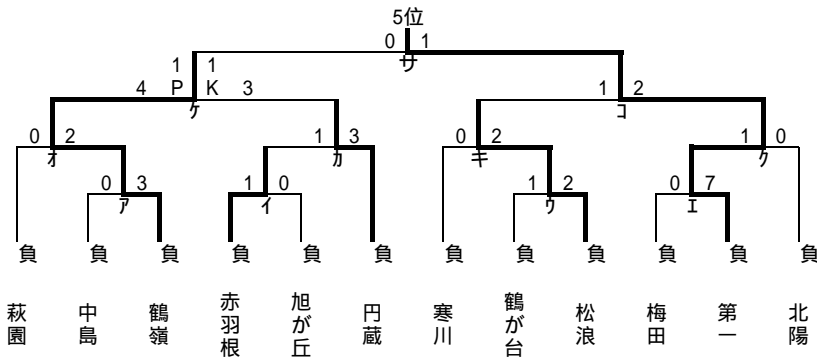 5位
0 1
サ
1 1
4 P K 3
ケ
1 2
コ
0 2
オ
1 3
カ
0 2
キ
1 0
ク
0 3
ア
1 0
イ
1 2
ウ
0 7
エ
負 負 負 負 負 負 負 負 負 負 負 負
萩園 中島 鶴嶺 赤羽根 旭が丘 円蔵 寒川 鶴が台 松浪 梅田 第一 北陽